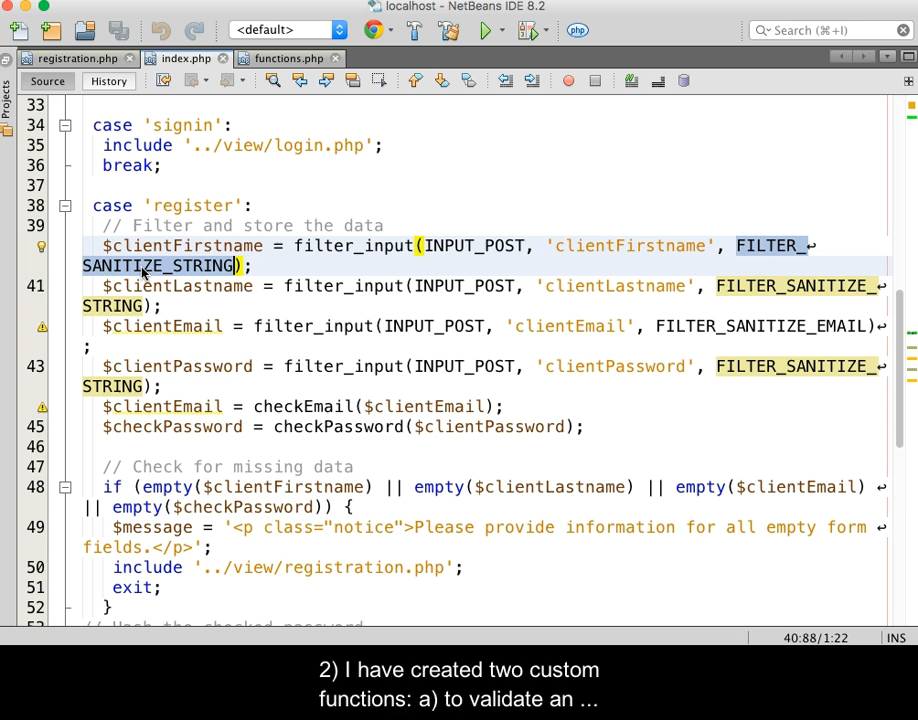 localhost - NetBeans IDE 8.2
<default>
php
Search (⌘+I)
Projects
registration.php
index.php
functions.php
Source
History
33
34 case 'signin':
35 include '../view/login.php';
36 break;
37
38 case 'register':
39 // Filter and store the data
$clientFirstname = filter_input(INPUT_POST, 'clientFirstname', FILTER_
SANITIZE_STRING);
41 $clientLastname = filter_input(INPUT_POST, 'clientLastname', FILTER_SANITIZE_
STRING);
$clientEmail = filter_input(INPUT_POST, 'clientEmail', FILTER_SANITIZE_EMAIL)
;
43 $clientPassword = filter_input(INPUT_POST, 'clientPassword', FILTER_SANITIZE_
STRING);
$clientEmail = checkEmail($clientEmail);
45 $checkPassword = checkPassword($clientPassword);
46
47 // Check for missing data
48 if (empty($clientFirstname) || empty($clientLastname) || empty($clientEmail)
|| empty($checkPassword)) {
49 $message = '<p class="notice">Please provide information for all empty form
fields.</p>';
50 include '../view/registration.php';
51 exit;
52 }
// Hash the checked password
40:88/1:22
INS
2) I have created two custom
functions: a) to validate an ...